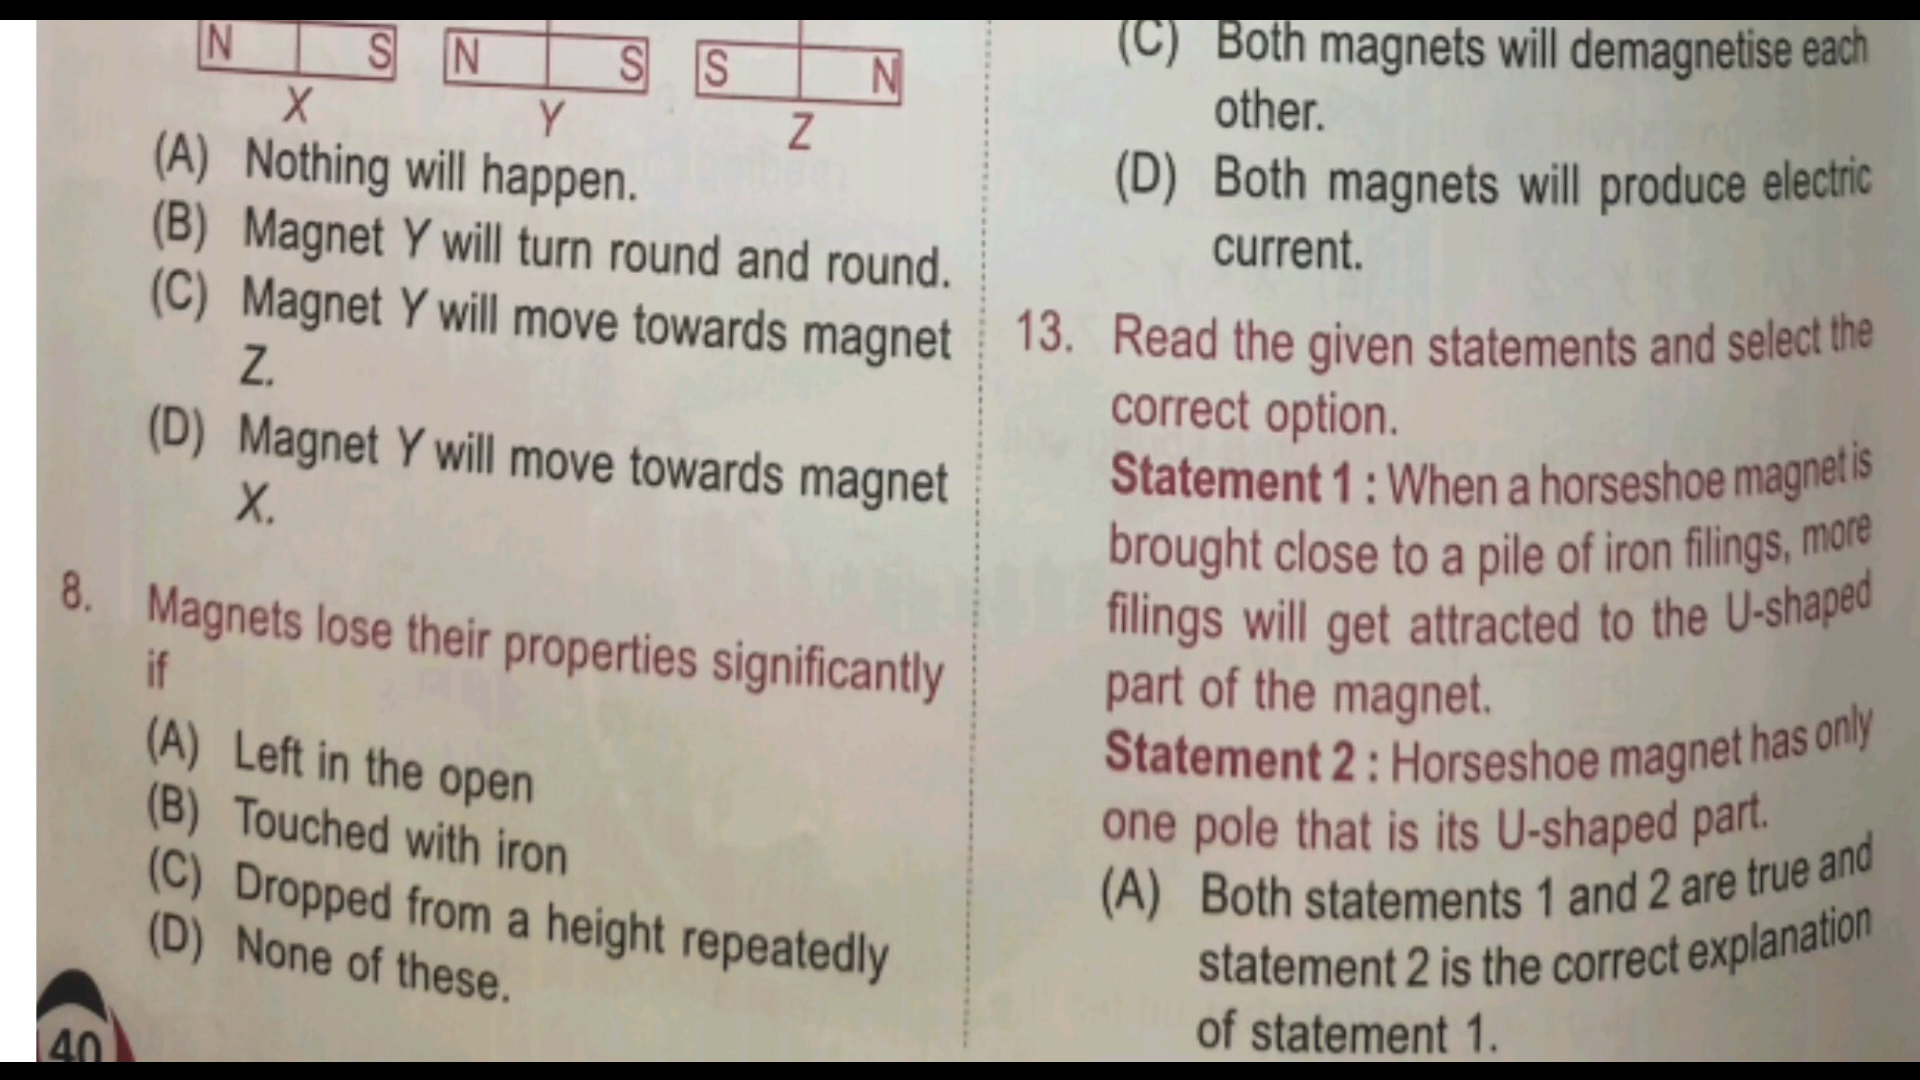 N S N S S N
X Y Z
(A) Nothing will happen.
(B) Magnet Y will turn round and round.
(C) Magnet Y will move towards magnet
Z.
(D) Magnet Y will move towards magnet
X.
8. Magnets lose their properties significantly
if
(A) Left in the open
(B) Touched with iron
(C) Dropped from a height repeatedly
(D) None of these.
40
(C) Both magnets will demagnetise each
other.
(D) Both magnets will produce electric
current.
13. Read the given statements and select the
correct option.
Statement 1 : When a horseshoe magnet is
brought close to a pile of iron filings, more
filings will get attracted to the U-shaped
part of the magnet.
Statement 2 : Horseshoe magnet has only
one pole that is its U-shaped part.
(A) Both statements 1 and 2 are true and
statement 2 is the correct explanation
of statement 1.